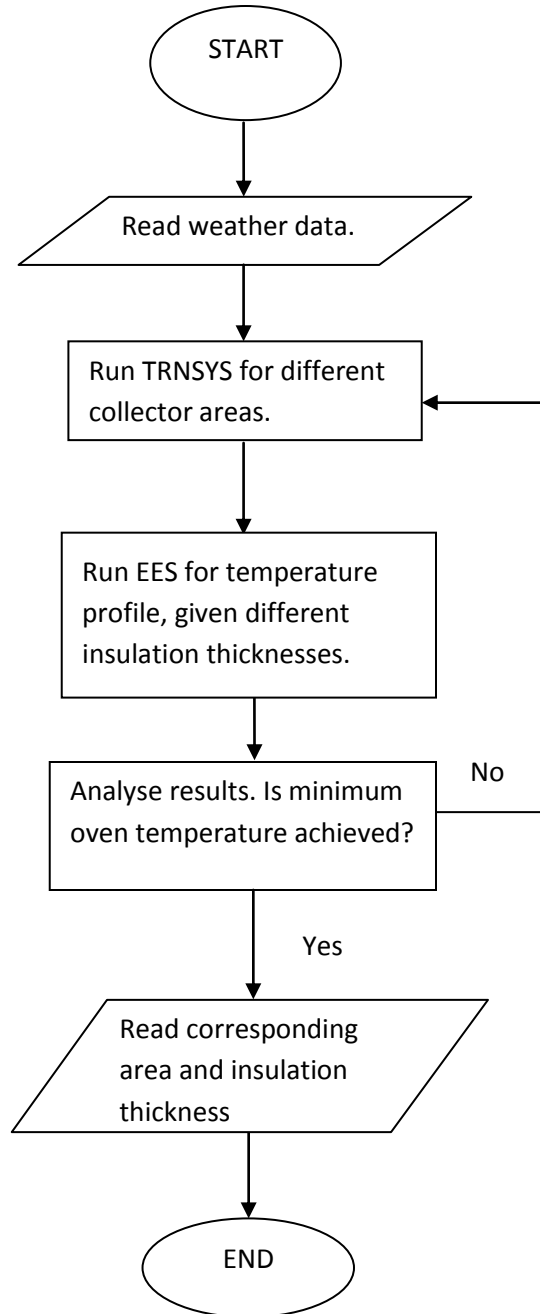 START
Read weather data.
Run TRNSYS for different
collector areas.
Run EES for temperature
profile, given different
insulation thicknesses.
Analyse results. Is minimum
oven temperature achieved?
No
Yes
Read corresponding
area and insulation
thickness
END